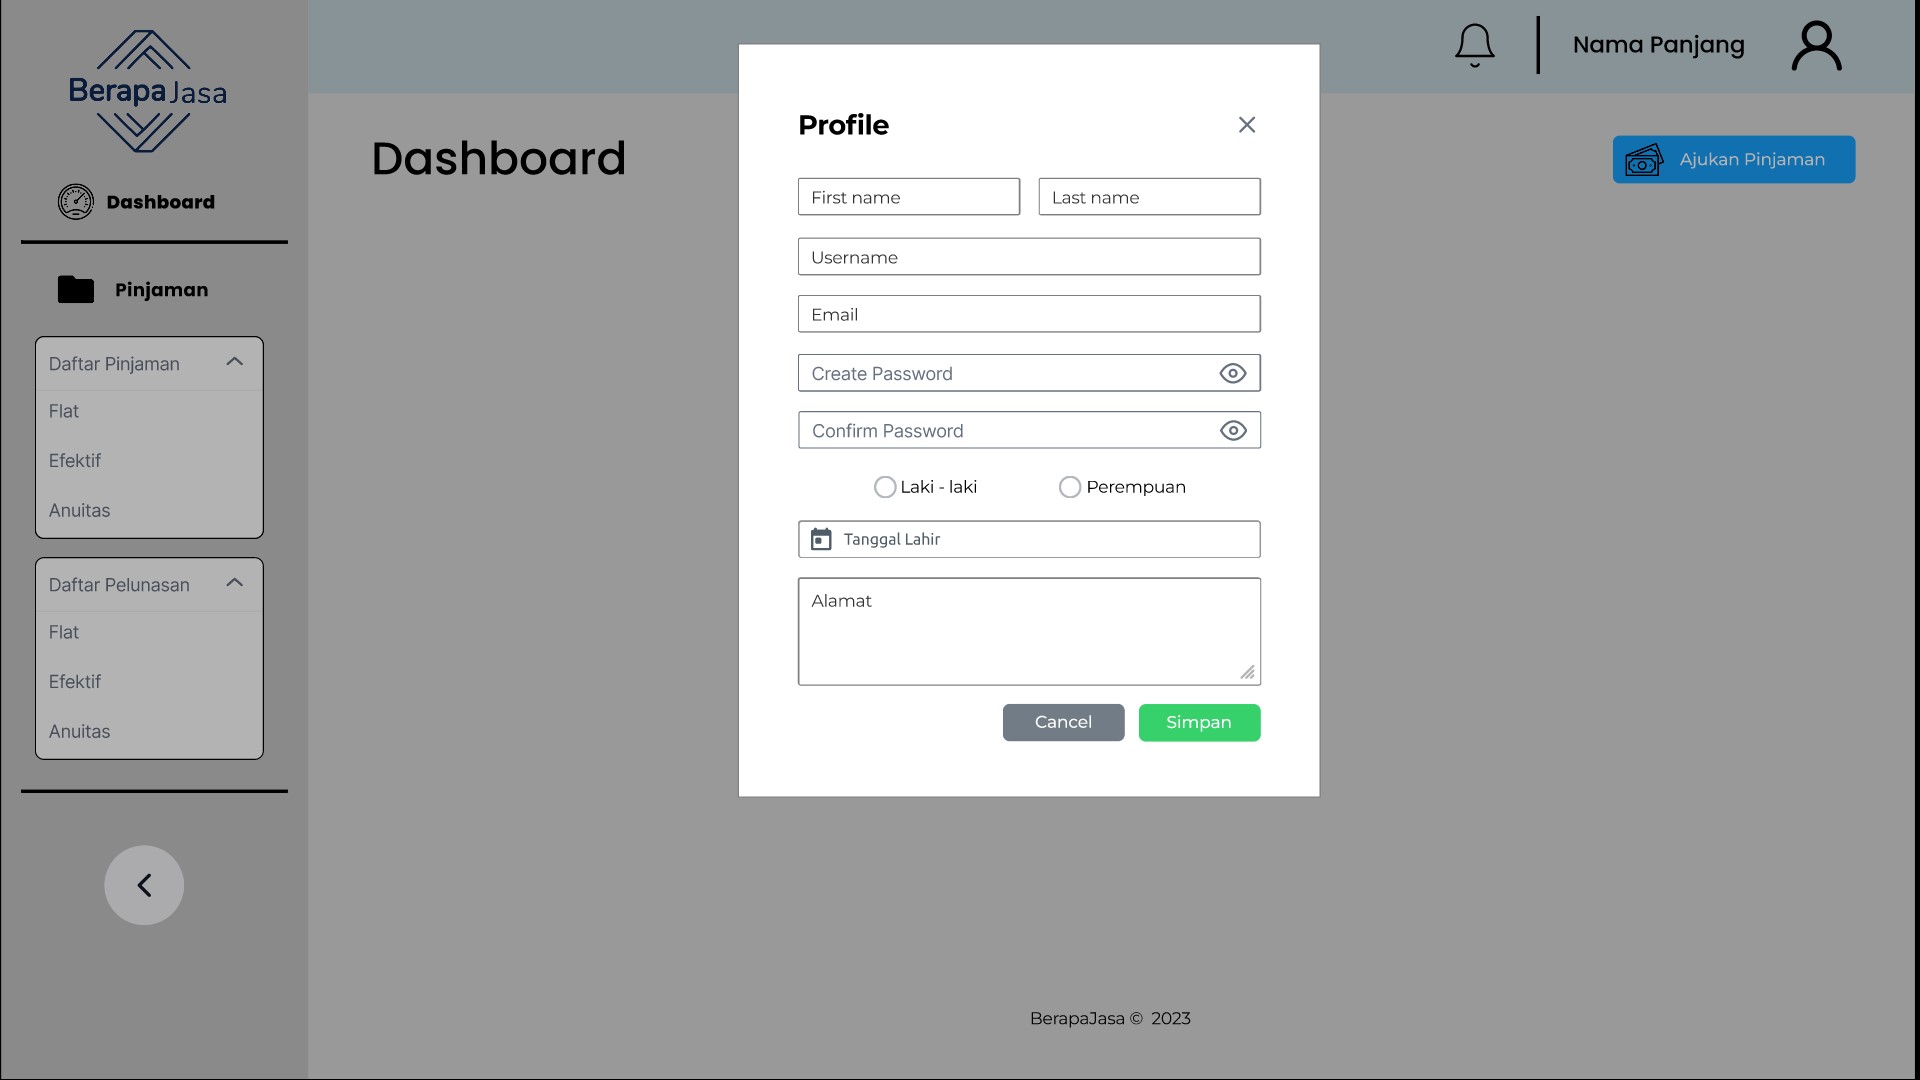 BerapaJasa
Nama Panjang
Dashboard
Pinjaman
Daftar Pinjaman
Flat
Efektif
Anuitas
Daftar Pelunasan
Flat
Efektif
Anuitas
Dashboard
Ajukan Pinjaman
Profile
First name
Last name
Username
Email
Create Password
Confirm Password
Laki - laki
Perempuan
Tanggal Lahir
Alamat
Cancel
Simpan
BerapaJasa © 2023